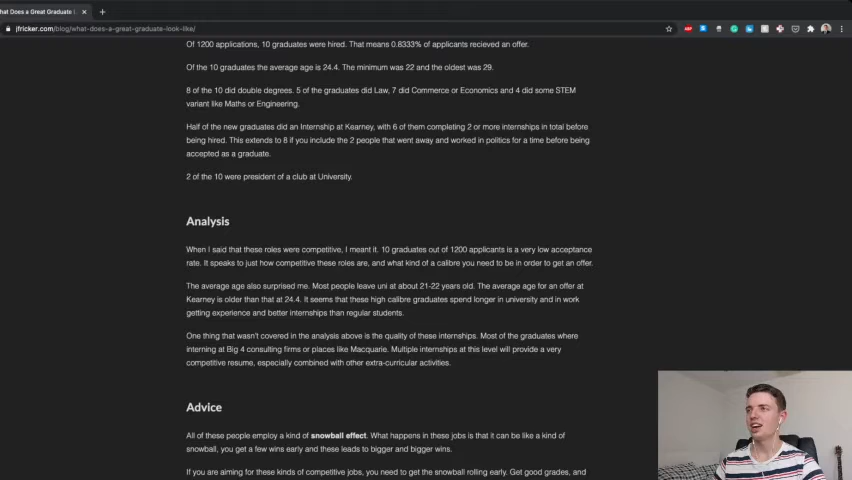 hat Does a Great Graduate
jfricker.com/blog/what-does-a-great-graduate-look-like/
Of 1200 applications, 10 graduates were hired. That means 0.8333% of applicants recieved an offer.
Of the 10 graduates the average age is 24.4. The minimum was 22 and the oldest was 29.
8 of the 10 did double degrees. 5 of the graduates did Law, 7 did Commerce or Economics and 4 did some STEM
variant like Maths or Engineering.
Half of the new graduates did an Internship at Kearney, with 6 of them completing 2 or more internships in total before
being hired. This extends to 8 if you include the 2 people that went away and worked in politics for a time before being
accepted as a graduate.
2 of the 10 were president of a club at University.
Analysis
When I said that these roles were competitive, I meant it. 10 graduates out of 1200 applicants is a very low acceptance
rate. It speaks to just how competitive these roles are, and what kind of a calibre you need to be in order to get an offer.
The average age also surprised me. Most people leave uni at about 21-22 years old. The average age for an offer at
Kearney is older than that at 24.4. It seems that these high calibre graduates spend longer in university and in work
getting experience and better internships than regular students.
One thing that wasn't covered in the analysis above is the quality of these internships. Most of the graduates where
interning at Big 4 consulting firms or places like Macquarie. Multiple internships at this level will provide a very
competitive resume, especially combined with other extra-curricular activities.
Advice
All of these people employ a kind of snowball effect. What happens in these jobs is that it can be like a kind of
snowball, you get a few wins early and these leads to bigger and bigger wins.
If you are aiming for these kinds of competitive jobs, you need to get the snowball rolling early. Get good grades, and